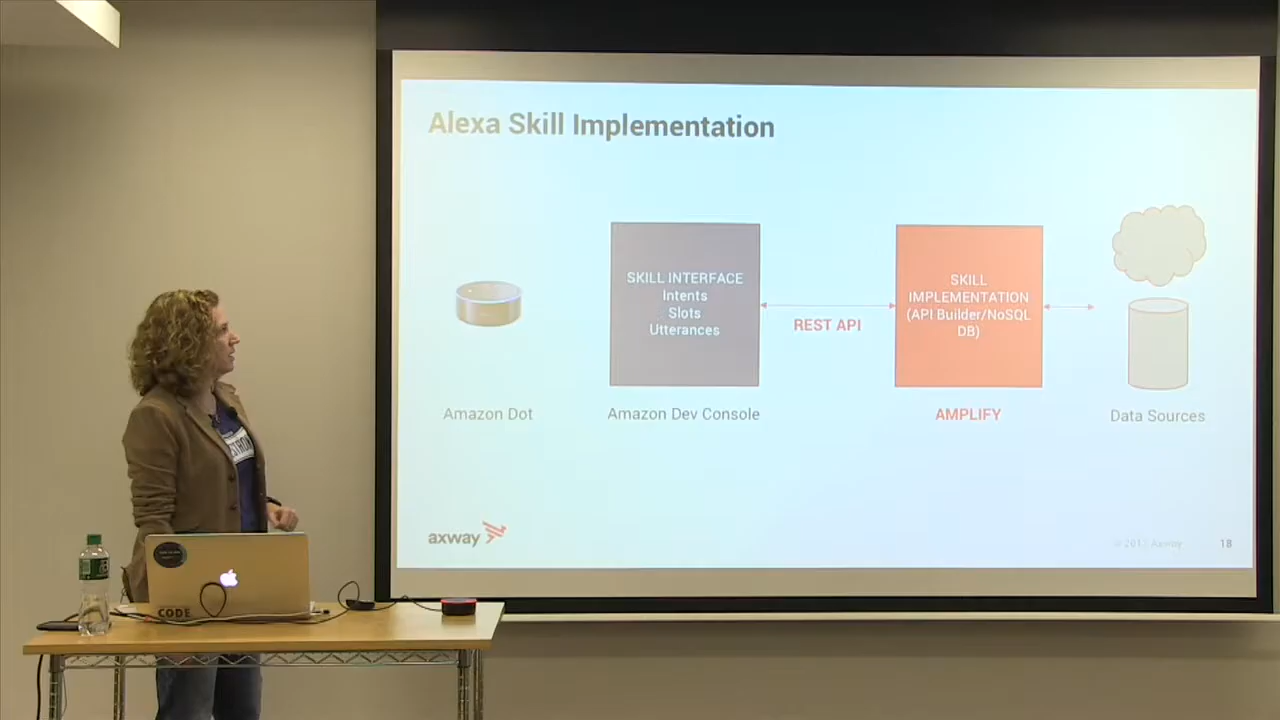 Alexa Skill Implementation
SKILL INTERFACE
Intents
Slots
Utterances
REST API
SKILL
IMPLEMENTATION
(API Builder/NoSQL
DB)
Amazon Dot
Amazon Dev Console
AMPLIFY
Data Sources
axway
Axway
18
CODE